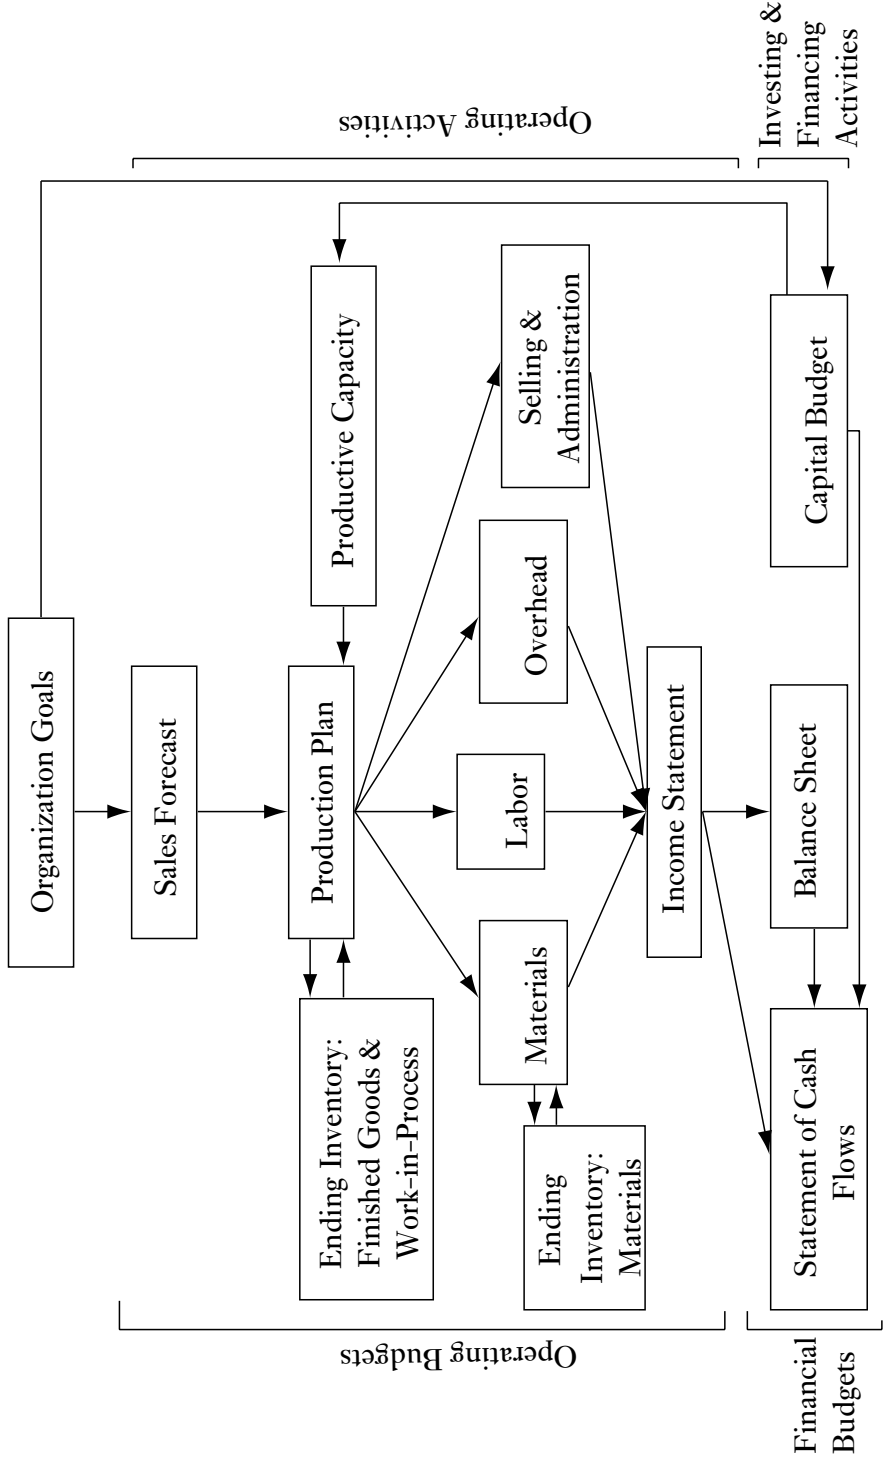 Organization Goals
Sales Forecast
Production Plan
Productive Capacity
Ending Inventory:
Finished Goods &
Work-in-Process
Materials
Labor
Overhead
Selling &
Administration
Ending
Inventory:
Materials
Income Statement
Statement of Cash
Flows
Balance Sheet
Capital Budget
Operating Budgets
Financial
Budgets
Operating Activities
Investing &
Financing
Activities